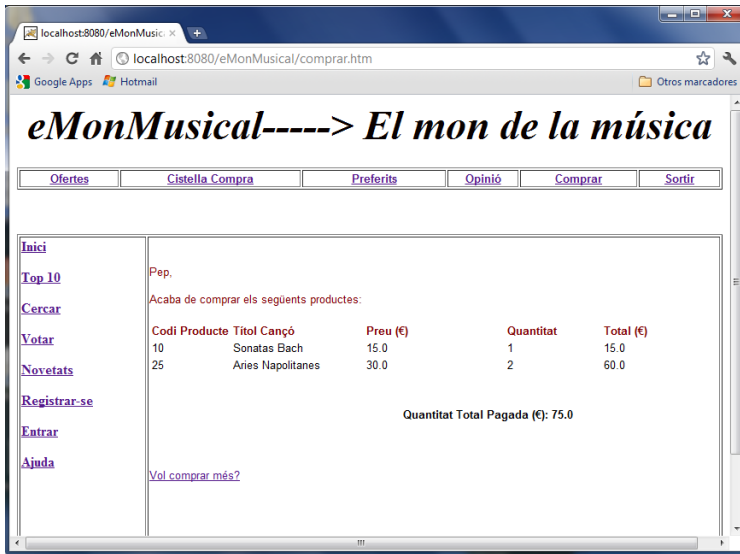 localhost:8080/eMonMusic
localhost:8080/eMonMusical/comprar.htm
Google Apps Hotmail Otros marcadores
eMonMusical-----> El mon de la música
Ofertes Cistella Compra Preferits Opinió Comprar Sortir
Inici
Top 10
Cercar
Votar
Novetats
Registrar-se
Entrar
Ajuda
Pep,
Acaba de comprar els següents productes:
Codi Producte Títol Cançó Preu (€) Quantitat Total (€)
10 Sonatas Bach 15.0 1 15.0
25 Aries Napolitanes 30.0 2 60.0
Quantitat Total Pagada (€): 75.0
Vol comprar més?